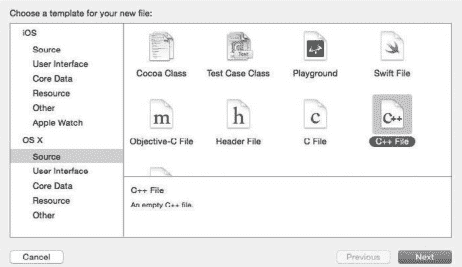 Choose a template for your new file:
iOS
Source
User Interface
Core Data
Resource
Other
Apple Watch
OS X
Source
User Interface
Core Data
Resource
Other
Cocoa Class
Test Case Class
Playground
Swift File
m
h
c
C++
Objective-C File
Header File
C File
C++ File
C++ File
An empty C++ file.
Cancel
Previous
Next